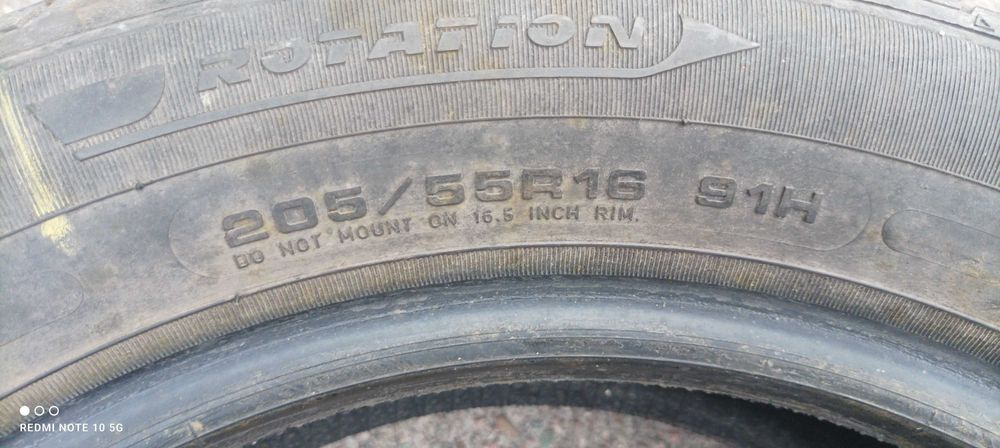 ROTATION
205/55R16 91H
DO NOT MOUNT ON 16.5 INCH RIM.
REDMI NOTE 10 5G